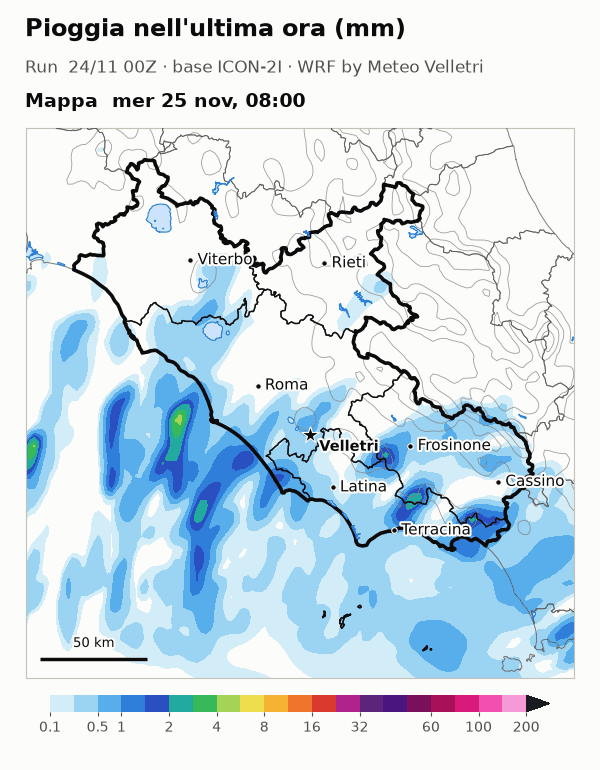 Pioggia nell'ultima ora (mm)
Run  24/11 00Z · base ICON-2I · WRF by Meteo Velletri
Mappa  mer 25 nov, 08:00
Viterbo
Rieti
Roma
Velletri
Frosinone
Latina
Cassino
Terracina
50 km
0.1 0.5 1 2 4 8 16 32 60 100 200